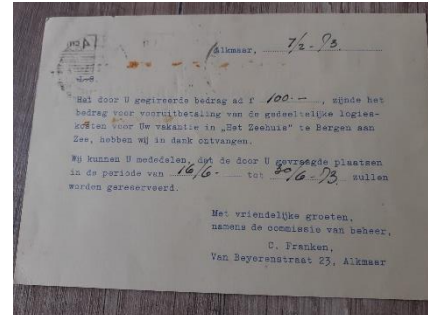 Alkmaar, 7/2-'73.
Het door U gegireerde bedrag ad f 100.--, zijnde het
bedrag voor vooruitbetaling van de gedeeltelijke logies-
kosten voor Uw vakantie in „Het Zeehuis" te Bergen aan
Zee, hebben wij in dank ontvangen.
Wij kunnen U mededelen, dat de door U gevraagde plaatsen
in de periode van 16/6- tot 30/6-'73 zullen
worden gereserveerd.
Met vriendelijke groeten,
namens de commissie van beheer,
C. Franken,
Van Beyerenstraat 23, Alkmaar